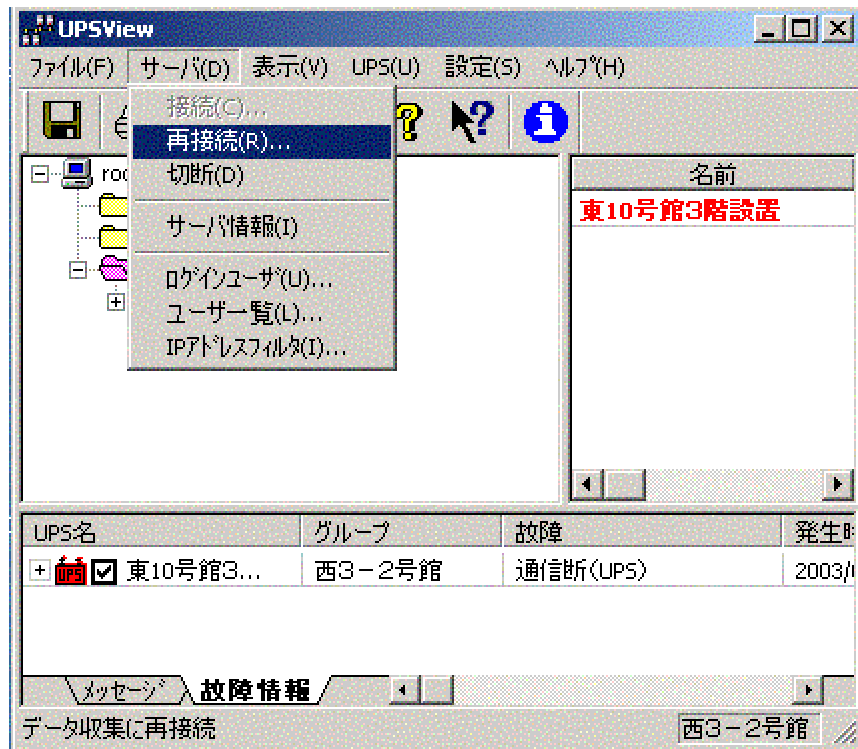 UPSView
ﾌｧｲﾙ(F) サーバ(D) 表示(V) UPS(U) 設定(S) ﾍﾙﾌﾟ(H)
接続(C)...
再接続(R)...
切断(D)
サーバ情報(I)
ﾛｸﾞｲﾝﾕｰｻﾞ(U)...
ユーザ一覧(L)...
IPｱﾄﾞﾚｽﾌｨﾙﾀ(I)...
名前
東10号館3階設置
UPS名 グループ 故障
UPS 東10号館3... 西3－2号館 通信断(UPS) 2003/
ﾒｯｾｰｼﾞ 故障情報
データ収集に再接続 西3－2号館